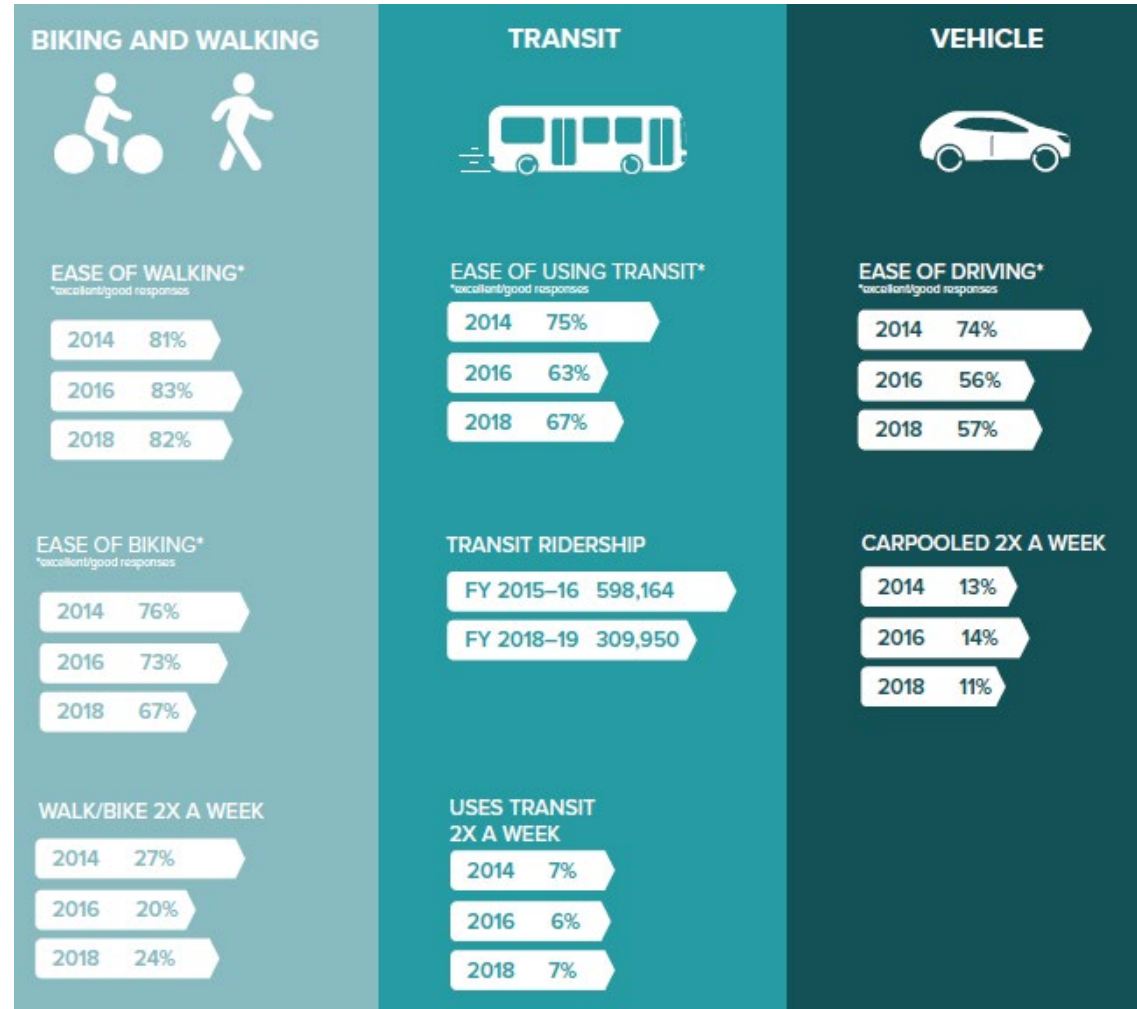 BIKING AND WALKING
EASE OF WALKING*
*excellent/good responses
2014 81%
2016 83%
2018 82%
EASE OF BIKING*
*excellent/good responses
2014 76%
2016 73%
2018 67%
WALK/BIKE 2X A WEEK
2014 27%
2016 20%
2018 24%
TRANSIT
EASE OF USING TRANSIT*
*excellent/good responses
2014 75%
2016 63%
2018 67%
TRANSIT RIDERSHIP
FY 2015–16 598,164
FY 2018–19 309,950
USES TRANSIT
2X A WEEK
2014 7%
2016 6%
2018 7%
VEHICLE
EASE OF DRIVING*
*excellent/good responses
2014 74%
2016 56%
2018 57%
CARPOOLED 2X A WEEK
2014 13%
2016 14%
2018 11%